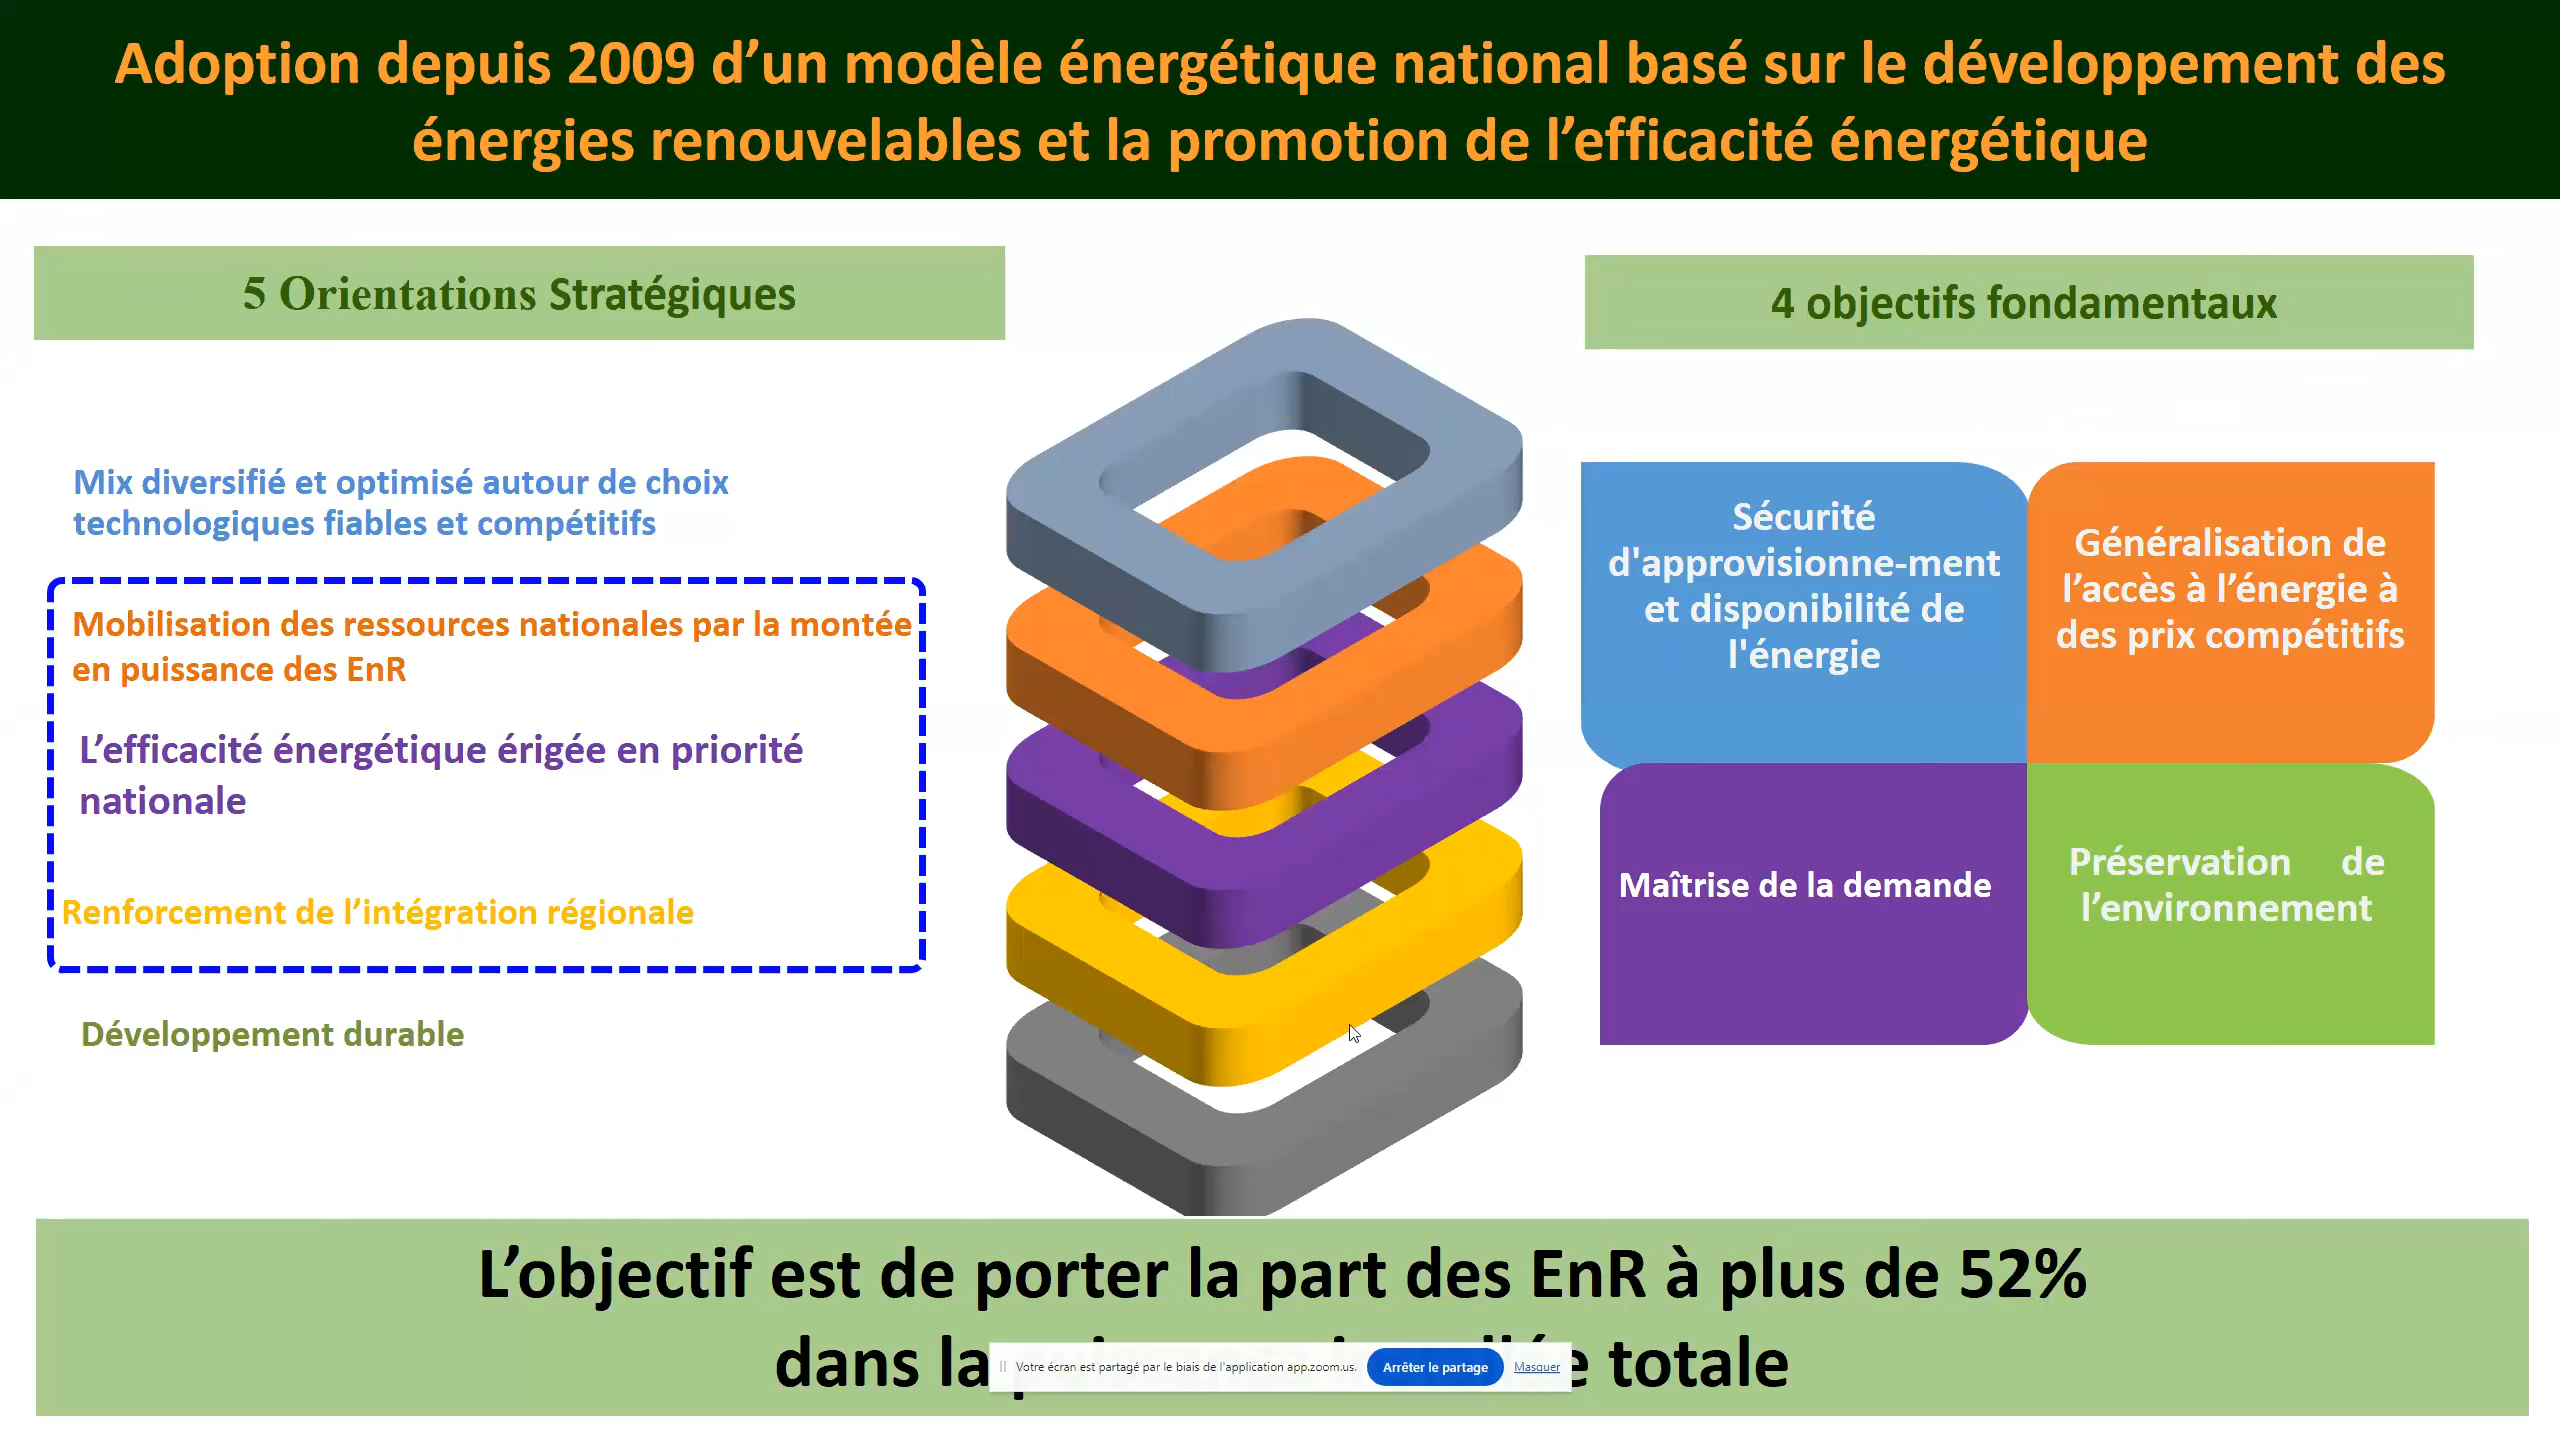 Adoption depuis 2009 d’un modèle énergétique national basé sur le développement des
énergies renouvelables et la promotion de l’efficacité énergétique
5 Orientations Stratégiques
Mix diversifié et optimisé autour de choix
technologiques fiables et compétitifs
Mobilisation des ressources nationales par la montée
en puissance des EnR
L’efficacité énergétique érigée en priorité
nationale
Renforcement de l’intégration régionale
Développement durable
4 objectifs fondamentaux
Sécurité
d'approvisionne-ment
et disponibilité de
l'énergie
Généralisation de
l’accès à l’énergie à
des prix compétitifs
Maîtrise de la demande
Préservation de
l’environnement
L’objectif est de porter la part des EnR à plus de 52%
dans la totale
Votre écran est partagé par le biais de l'application app.zoom.us.
Arrêter le partage
Masquer